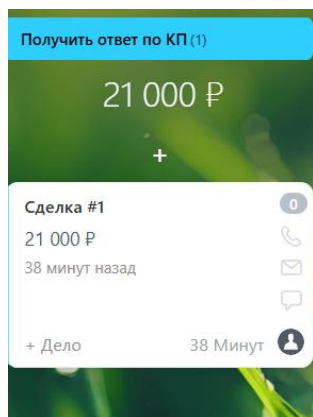 Получить ответ по КП (1)
21 000 ₽
+
Сделка #1
0
21 000 ₽
38 минут назад
+ Дело 38 Минут